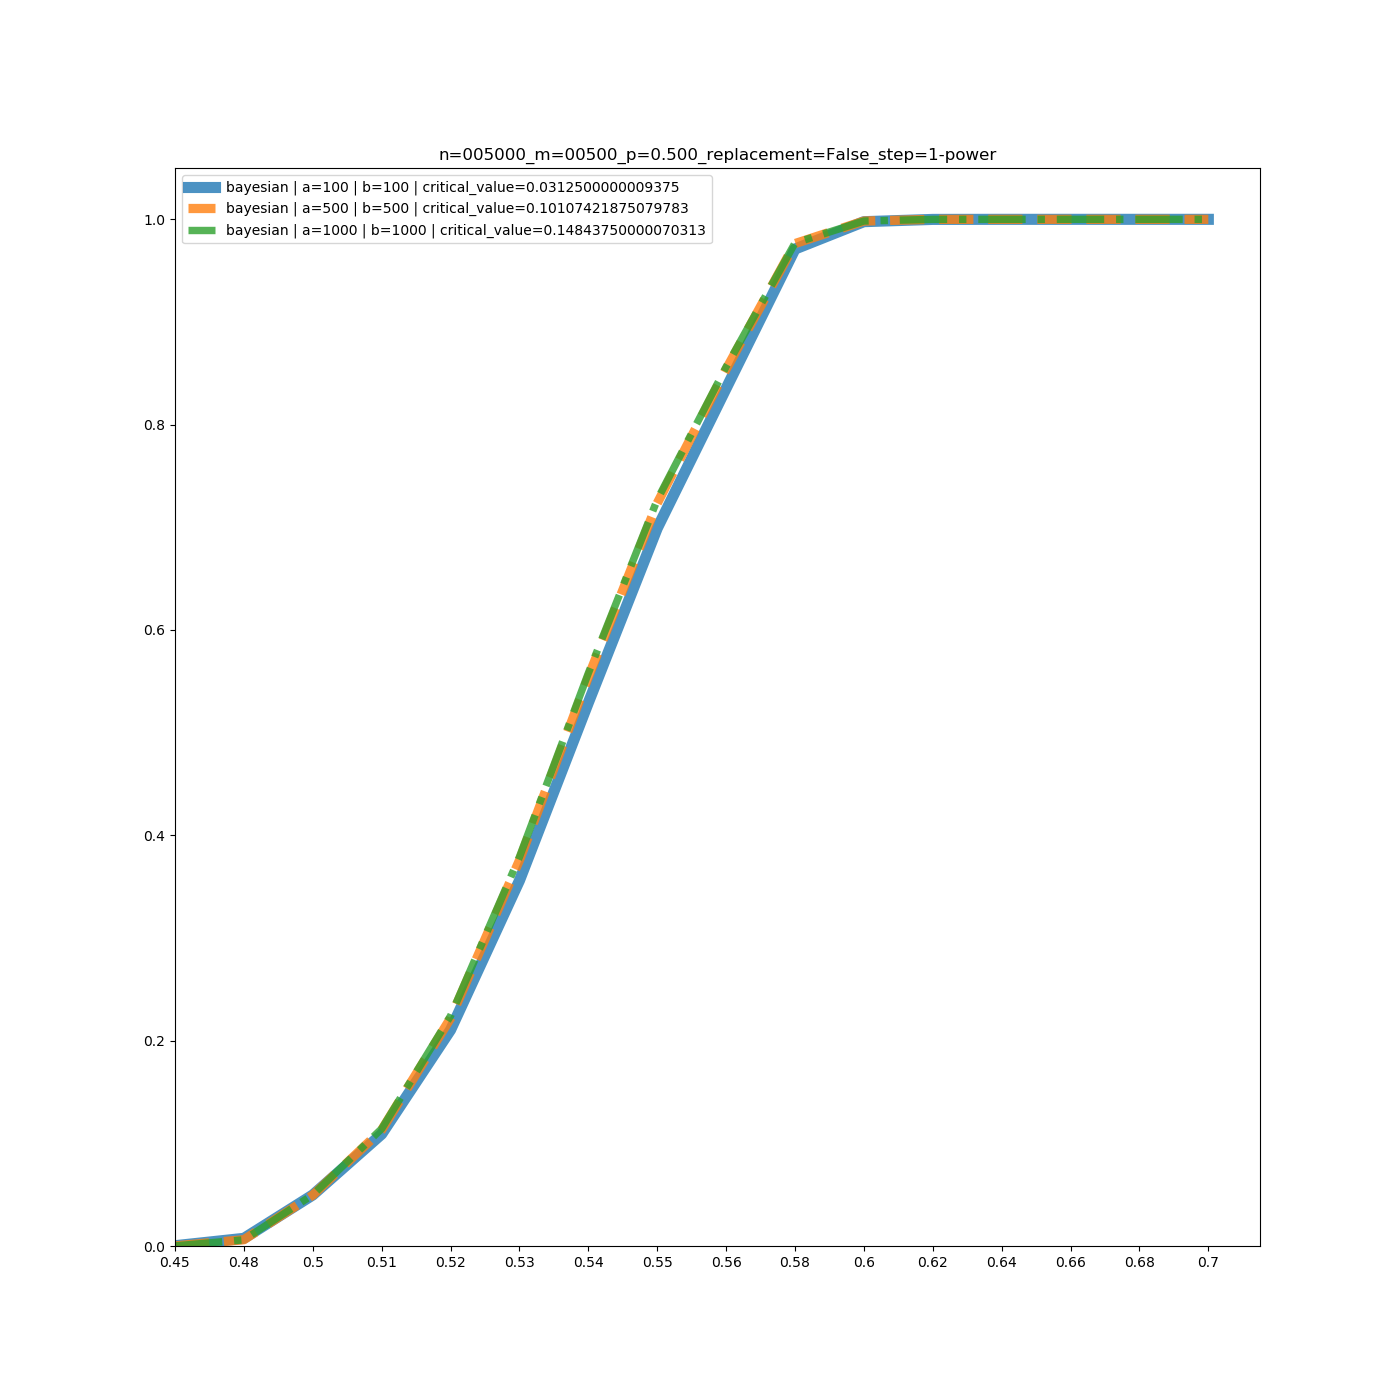 n=005000_m=00500_p=0.500_replacement=False_step=1-power
bayesian | a=100 | b=100 | critical_value=0.0312500000009375
bayesian | a=500 | b=500 | critical_value=0.10107421875079783
bayesian | a=1000 | b=1000 | critical_value=0.14843750000070313
1.0
0.8
0.6
0.4
0.2
0.0
0.45 0.48 0.5 0.51 0.52 0.53 0.54 0.55 0.56 0.58 0.6 0.62 0.64 0.66 0.68 0.7